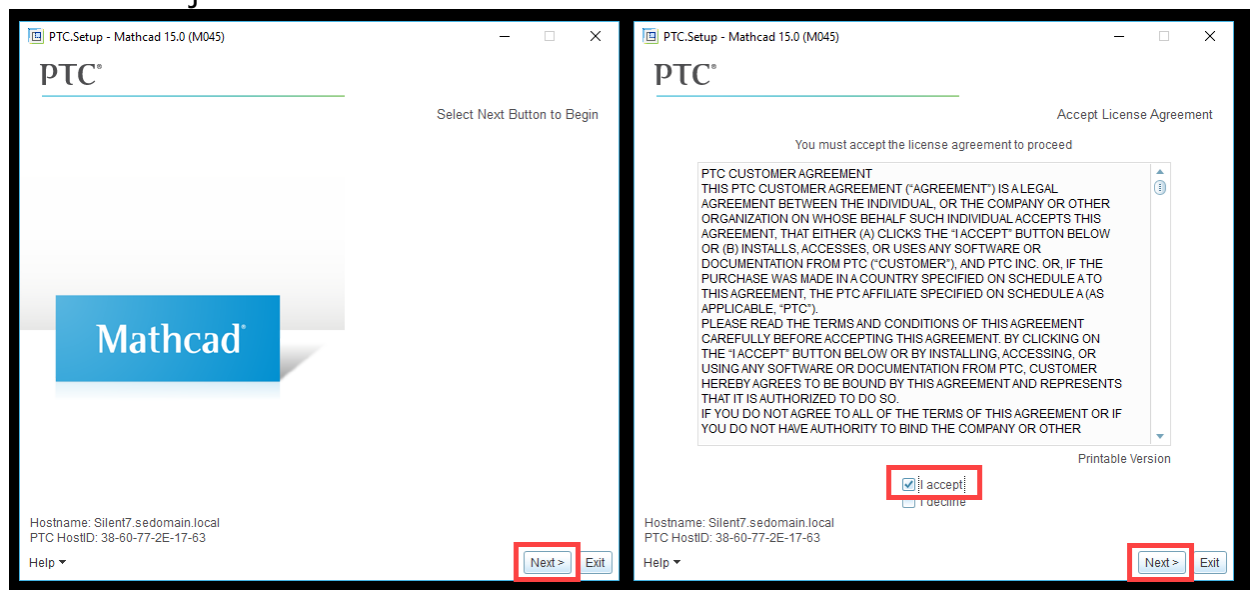 PTC.Setup - Mathcad 15.0 (M045)
PTC®
Select Next Button to Begin
Mathcad®
Hostname: Silent7.sedomain.local
PTC HostID: 38-60-77-2E-17-63
Help
Next >
Exit
PTC.Setup - Mathcad 15.0 (M045)
PTC®
Accept License Agreement
You must accept the license agreement to proceed
PTC CUSTOMER AGREEMENT
THIS PTC CUSTOMER AGREEMENT (“AGREEMENT”) IS A LEGAL
AGREEMENT BETWEEN THE INDIVIDUAL, OR THE COMPANY OR OTHER
ORGANIZATION ON WHOSE BEHALF SUCH INDIVIDUAL ACCEPTS THIS
AGREEMENT, THAT EITHER (A) CLICKS THE “I ACCEPT” BUTTON BELOW
OR (B) INSTALLS, ACCESSES, OR USES ANY SOFTWARE OR
DOCUMENTATION FROM PTC (“CUSTOMER”), AND PTC INC. OR, IF THE
PURCHASE WAS MADE IN A COUNTRY SPECIFIED ON SCHEDULE A TO
THIS AGREEMENT, THE PTC AFFILIATE SPECIFIED ON SCHEDULE A (AS
APPLICABLE, “PTC”).
PLEASE READ THE TERMS AND CONDITIONS OF THIS AGREEMENT
CAREFULLY BEFORE ACCEPTING THIS AGREEMENT. BY CLICKING ON
THE “I ACCEPT” BUTTON BELOW OR BY INSTALLING, ACCESSING, OR
USING ANY SOFTWARE OR DOCUMENTATION FROM PTC, CUSTOMER
HEREBY AGREES TO BE BOUND BY THIS AGREEMENT AND REPRESENTS
THAT IT IS AUTHORIZED TO DO SO.
IF YOU DO NOT AGREE TO ALL OF THE TERMS OF THIS AGREEMENT OR IF
YOU DO NOT HAVE AUTHORITY TO BIND THE COMPANY OR OTHER
Printable Version
I accept
I decline
Hostname: Silent7.sedomain.local
PTC HostID: 38-60-77-2E-17-63
Help
Next >
Exit